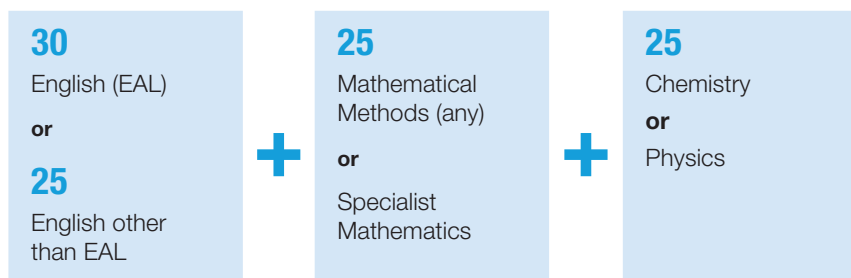 30
English (EAL)
or
25
English other
than EAL
+
25
Mathematical
Methods (any)
or
Specialist
Mathematics
+
25
Chemistry
or
Physics